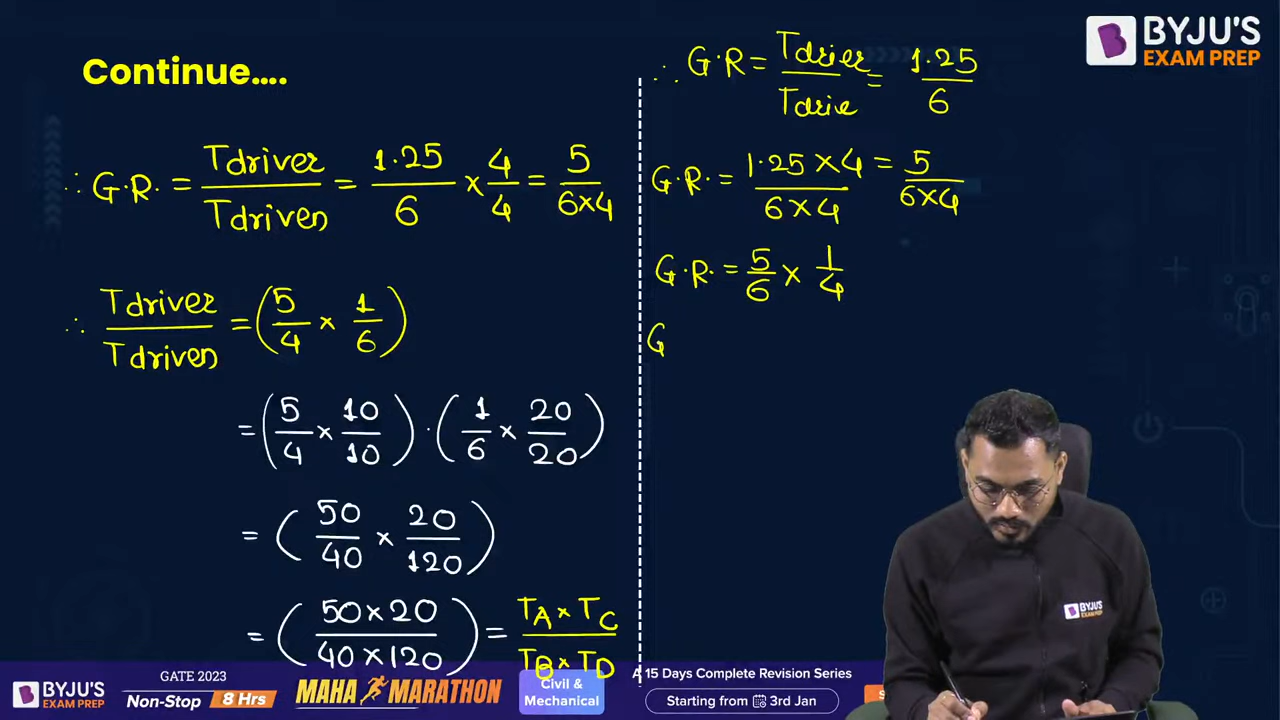 Continue....
∴ G.R. = Tdriver / Tdriven = 1.25 / 6 × 4 / 4 = 5 / 6×4
∴ Tdriver / Tdriven = (5 / 4 × 1 / 6)
= (5 / 4 × 10 / 10) · (1 / 6 × 20 / 20)
= (50 / 40 × 20 / 120)
= (50×20 / 40×120) = TA×TC / TB×TD
∴ G.R = Tdrier / Tdrie = 1.25 / 6
G.R. = 1.25×4 / 6×4 = 5 / 6×4
G.R. = 5 / 6 × 1 / 4
G
BYJU'S
EXAM PREP
BYJU'S
BYJU'S
EXAM PREP
GATE 2023
Non-Stop 8 Hrs
MAHA MARATHON
Civil &
Mechanical
A 15 Days Complete Revision Series
Starting from 3rd Jan
S